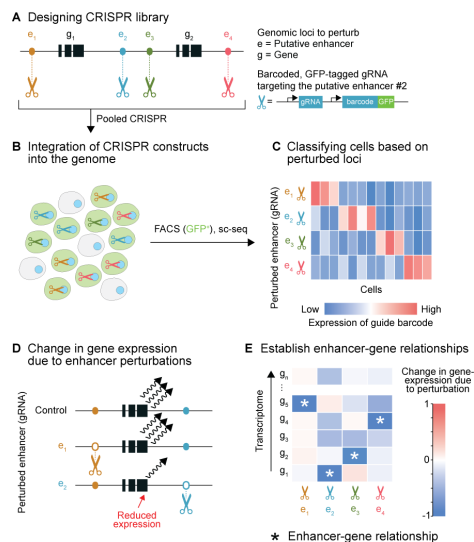 A Designing CRISPR library
e1 g1 e2 e3 g2 e4
Genomic loci to perturb
e = Putative enhancer
g = Gene
Barcoded, GFP-tagged gRNA
targeting the putative enhancer #2
= gRNA barcode GFP
Pooled CRISPR
B Integration of CRISPR constructs
into the genome
FACS (GFP+), sc-seq
C Classifying cells based on
perturbed loci
Perturbed enhancer (gRNA)
e1
e2
e3
e4
Cells
Low High
Expression of guide barcode
D Change in gene expression
due to enhancer perturbations
Perturbed enhancer (gRNA)
Control
e1
e2
Reduced
expression
E Establish enhancer-gene relationships
Transcriptome
gn
g5
g4
g3
g2
g1
e1 e2 e3 e4
Change in gene-
expression due
to perturbation
1
0
-1
* Enhancer-gene relationship